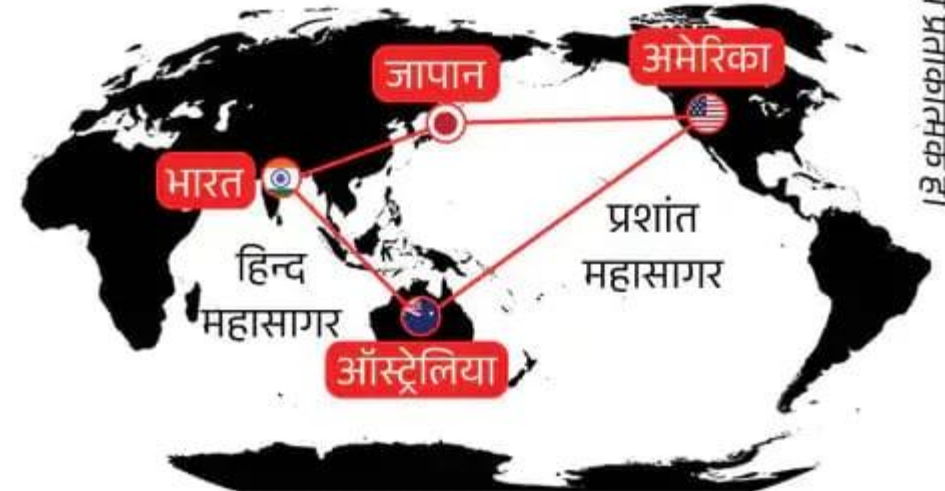 जापान
अमेरिका
भारत
प्रशांत
महासागर
हिन्द
महासागर
ऑस्ट्रेलिया
प्रतीकात्मक है।